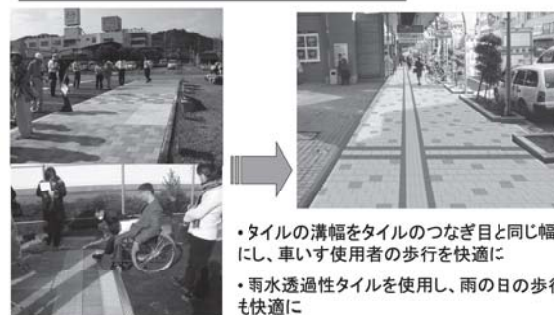 ・タイルの溝幅をタイルのつなぎ目と同じ幅
にし、車いす使用者の歩行を快適に
・雨水透過性タイルを使用し、雨の日の歩行
も快適に